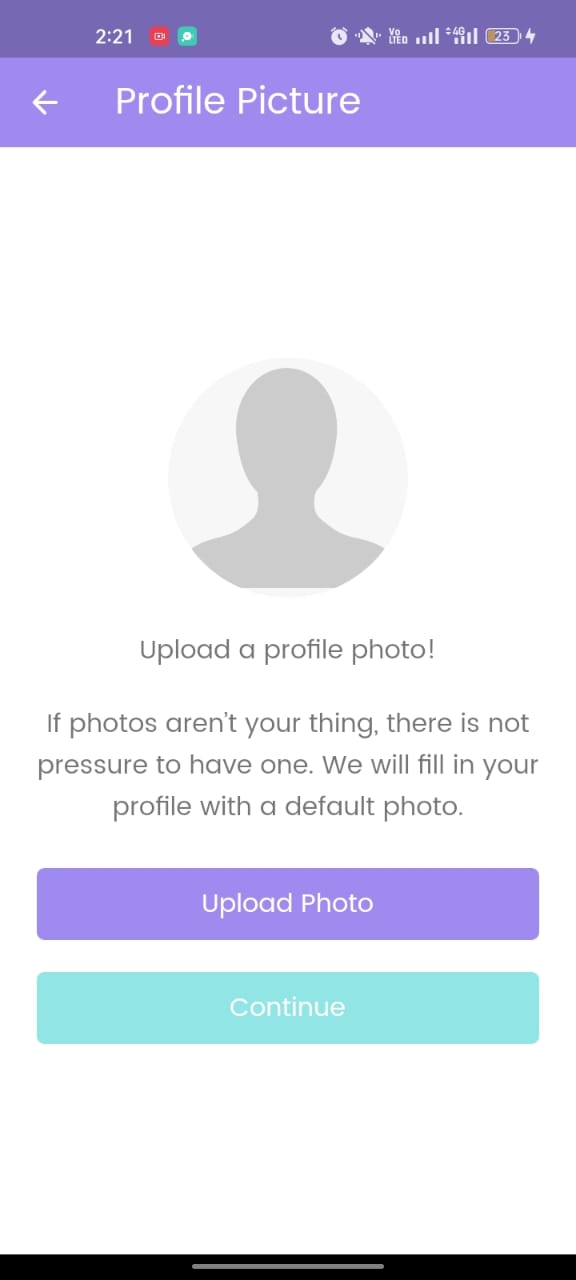 2:21 Vo LTE 4G 23
Profile Picture
Upload a profile photo!
If photos aren't your thing, there is not
pressure to have one. We will fill in your
profile with a default photo.
Upload Photo
Continue